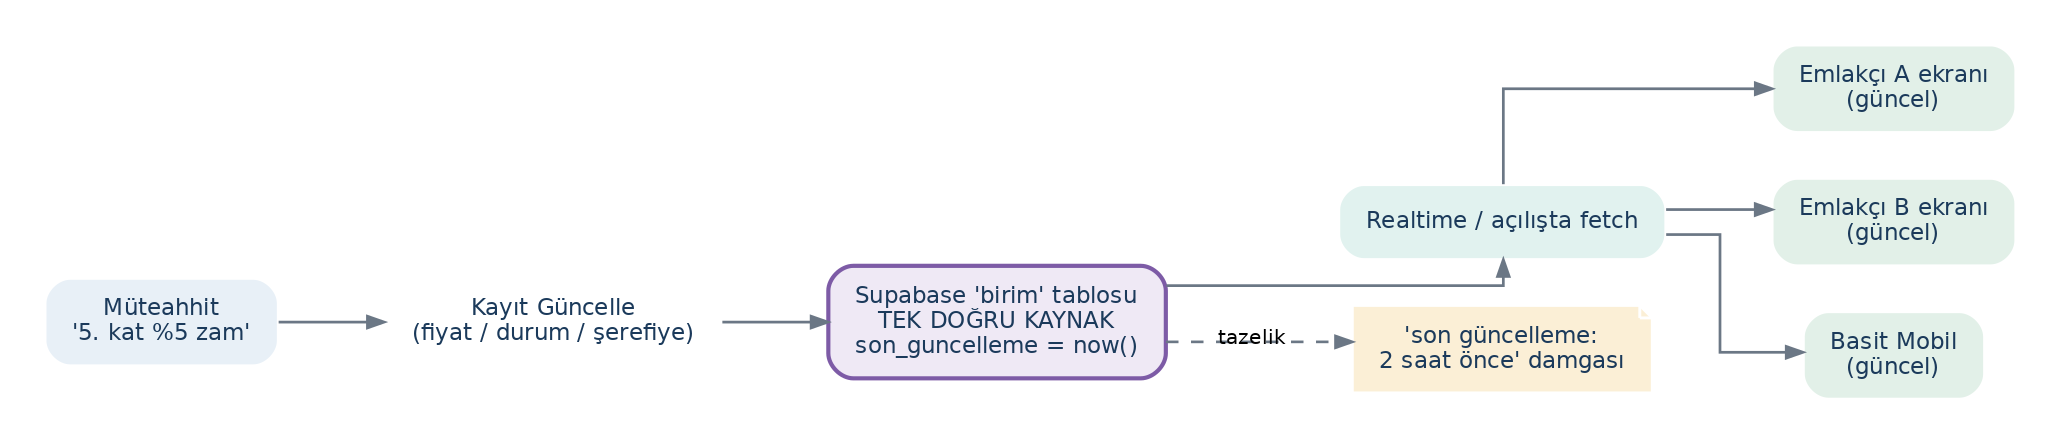 Müteahhit
'5. kat %5 zam'
Kayıt Güncelle
(fiyat / durum / şerefiye)
Supabase 'birim' tablosu
TEK DOĞRU KAYNAK
son_guncelleme = now()
tazelik
Realtime / açılışta fetch
'son güncelleme:
2 saat önce' damgası
Emlakçı A ekranı
(güncel)
Emlakçı B ekranı
(güncel)
Basit Mobil
(güncel)